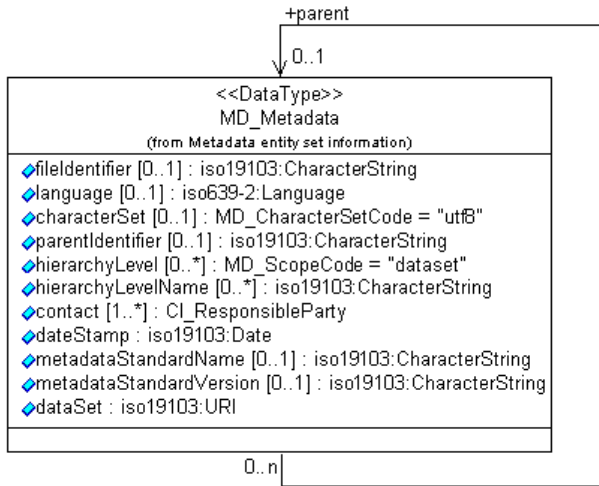 +parent
0..1
<<DataType>>
MD_Metadata
(from Metadata entity set information)
fileIdentifier [0..1] : iso19103:CharacterString
language [0..1] : iso639-2:Language
characterSet [0..1] : MD_CharacterSetCode = "utf8"
parentIdentifier [0..1] : iso19103:CharacterString
hierarchyLevel [0..*] : MD_ScopeCode = "dataset"
hierarchyLevelName [0..*] : iso19103:CharacterString
contact [1..*] : CI_ResponsibleParty
dateStamp : iso19103:Date
metadataStandardName [0..1] : iso19103:CharacterString
metadataStandardVersion [0..1] : iso19103:CharacterString
dataSet : iso19103:URI
0..n